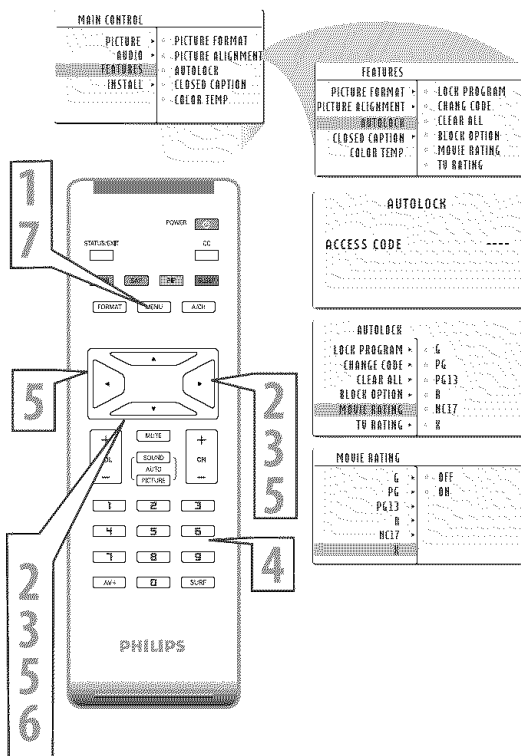 MAIN CONTROL
PICTURE
AUDIO
FEATURES
INSTALL
PICTURE FORMAT
PICTURE ALIGNMENT
AUTOLOCK
CLOSED CAPTION
COLOR TEMP
FEATURES
PICTURE FORMAT
PICTURE ALIGNMENT
AUTOLOCK
CLOSED CAPTION
COLOR TEMP
LOCK PROGRAM
CHANG CODE
CLEAR ALL
BLOCK OPTION
MOVIE RATING
TV RATING
AUTOLOCK
ACCESS CODE ----
AUTOLOCK
LOCK PROGRAM
CHANGE CODE
CLEAR ALL
BLOCK OPTION
MOVIE RATING
TV RATING
G
PG
PG13
R
NC17
X
MOVIE RATING
G
PG
PG13
R
NC17
X
OFF
ON
1
7
POWER
STATUS/EXIT
CC
SAP
PIP
FORMAT
MENU
A/CH
5
2
3
5
MUTE
+
SOUND
AUTO
PICTURE
+
CH
–
–
1 2 3
4 5 6
7 8 9
AV+ 0 SURF
4
PHILIPS
2
3
5
6